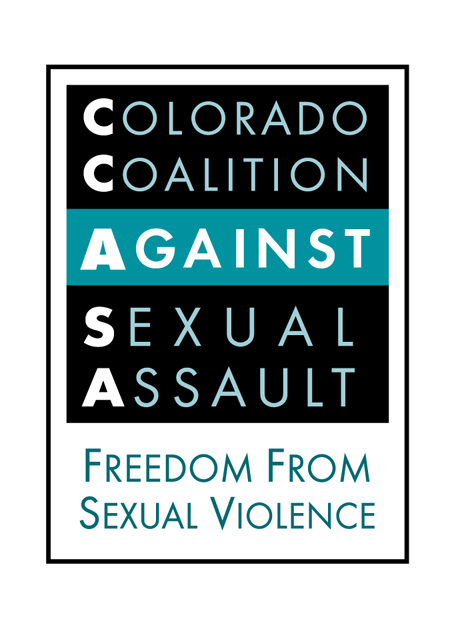 COLORADO
COALITION
AGAINST
SEXUAL
ASSAULT
FREEDOM FROM
SEXUAL VIOLENCE